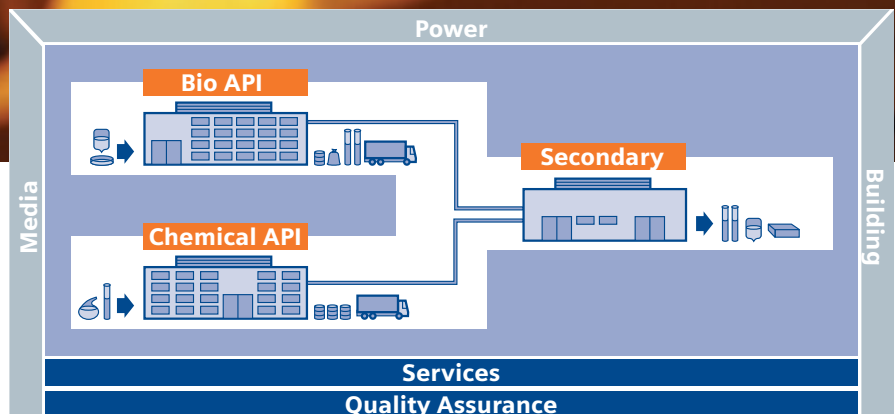 Power
Bio API
Secondary
Media
Building
Chemical API
Services
Quality Assurance